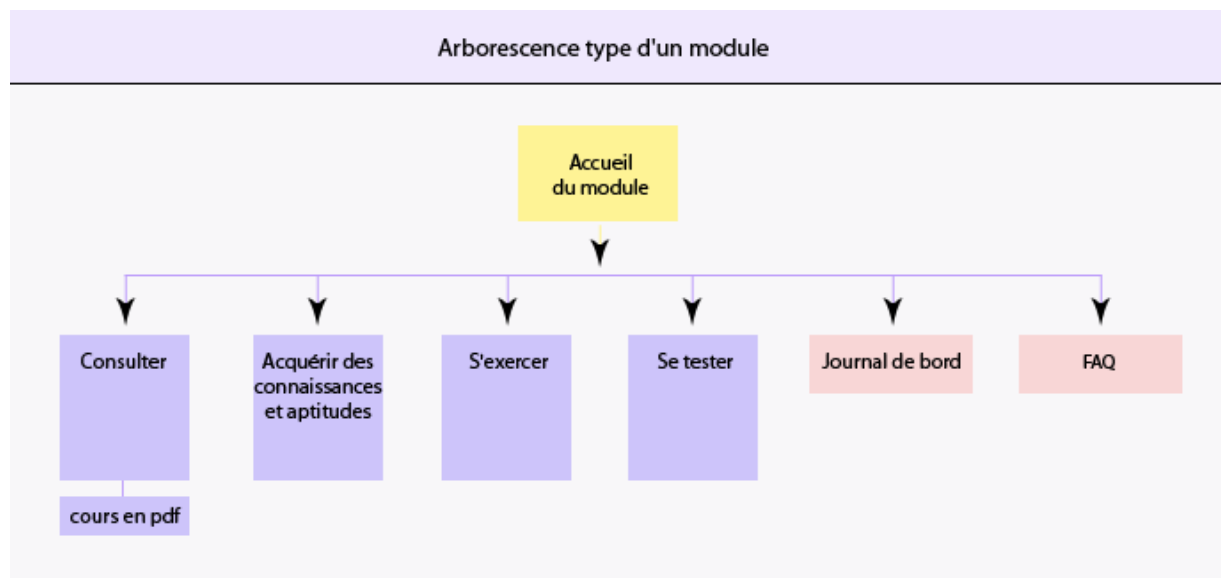 Arborescence type d'un module
Accueil
du module
Consulter
Acquérir des
connaissances
et aptitudes
S'exercer
Se tester
Journal de bord
FAQ
cours en pdf